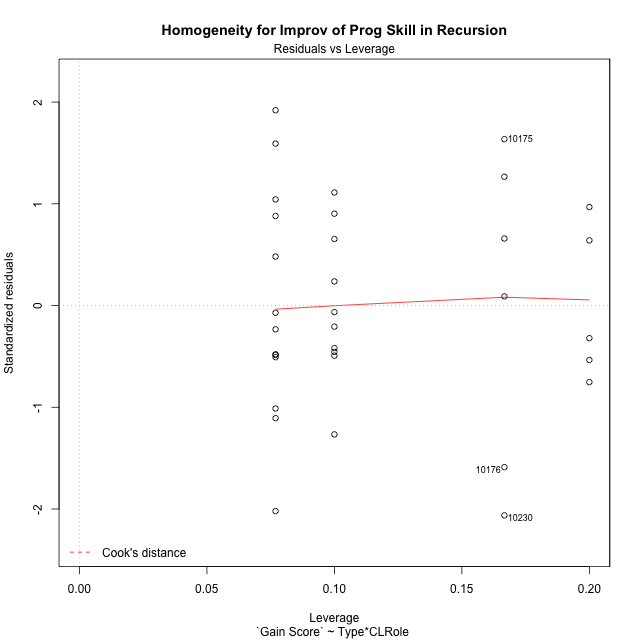 Homogeneity for Improv of Prog Skill in Recursion
Residuals vs Leverage
2
1
0
-1
-2
Standardized residuals
10175
10176
10230
Cook's distance
0.00 0.05 0.10 0.15 0.20
Leverage
`Gain Score` ~ Type*CLRole